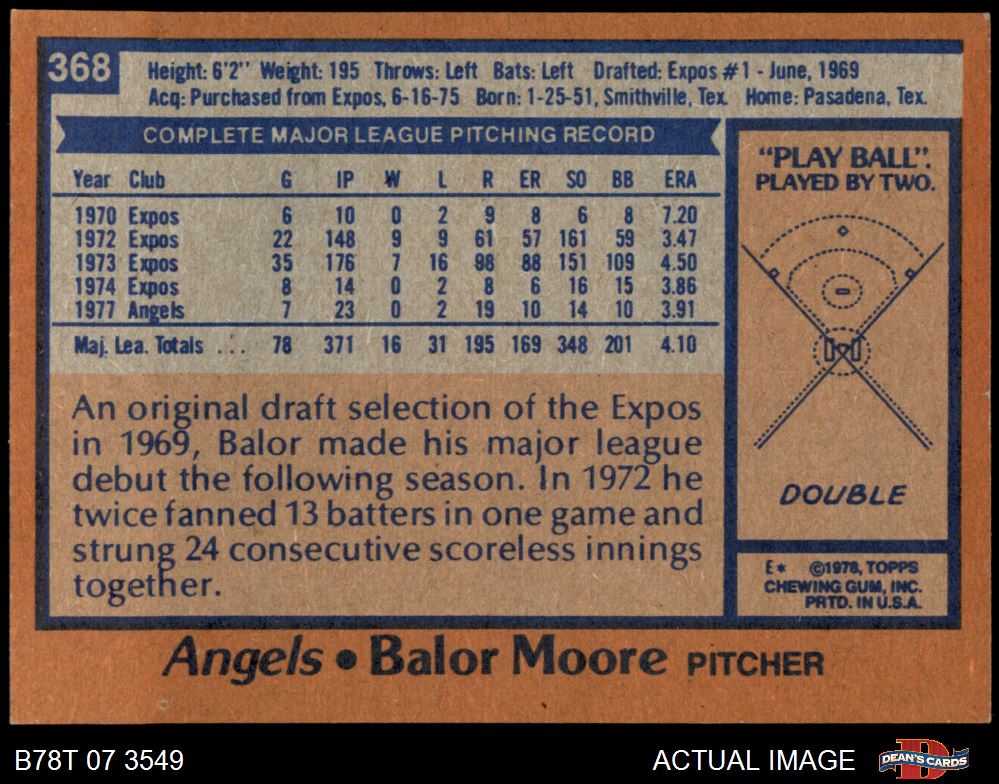 368
Height: 6'2" Weight: 195 Throws: Left Bats: Left Drafted: Expos #1 - June, 1969
Acq: Purchased from Expos, 6-16-75 Born: 1-25-51, Smithville, Tex. Home: Pasadena, Tex.
COMPLETE MAJOR LEAGUE PITCHING RECORD
Year Club G IP W L R ER SO BB ERA
1970 Expos 6 10 0 2 9 8 6 8 7.20
1972 Expos 22 148 9 9 61 57 161 59 3.47
1973 Expos 35 176 7 16 98 88 151 109 4.50
1974 Expos 8 14 0 2 8 6 16 15 3.86
1977 Angels 7 23 0 2 19 10 14 10 3.91
Maj. Lea. Totals ... 78 371 16 31 195 169 348 201 4.10
An original draft selection of the Expos
in 1969, Balor made his major league
debut the following season. In 1972 he
twice fanned 13 batters in one game and
strung 24 consecutive scoreless innings
together.
"PLAY BALL".
PLAYED BY TWO.
DOUBLE
E* ©1978, TOPPS
CHEWING GUM, INC.
PRTD. IN U.S.A.
Angels • Balor Moore PITCHER
B78T 07 3549
ACTUAL IMAGE
DEAN'S CARDS